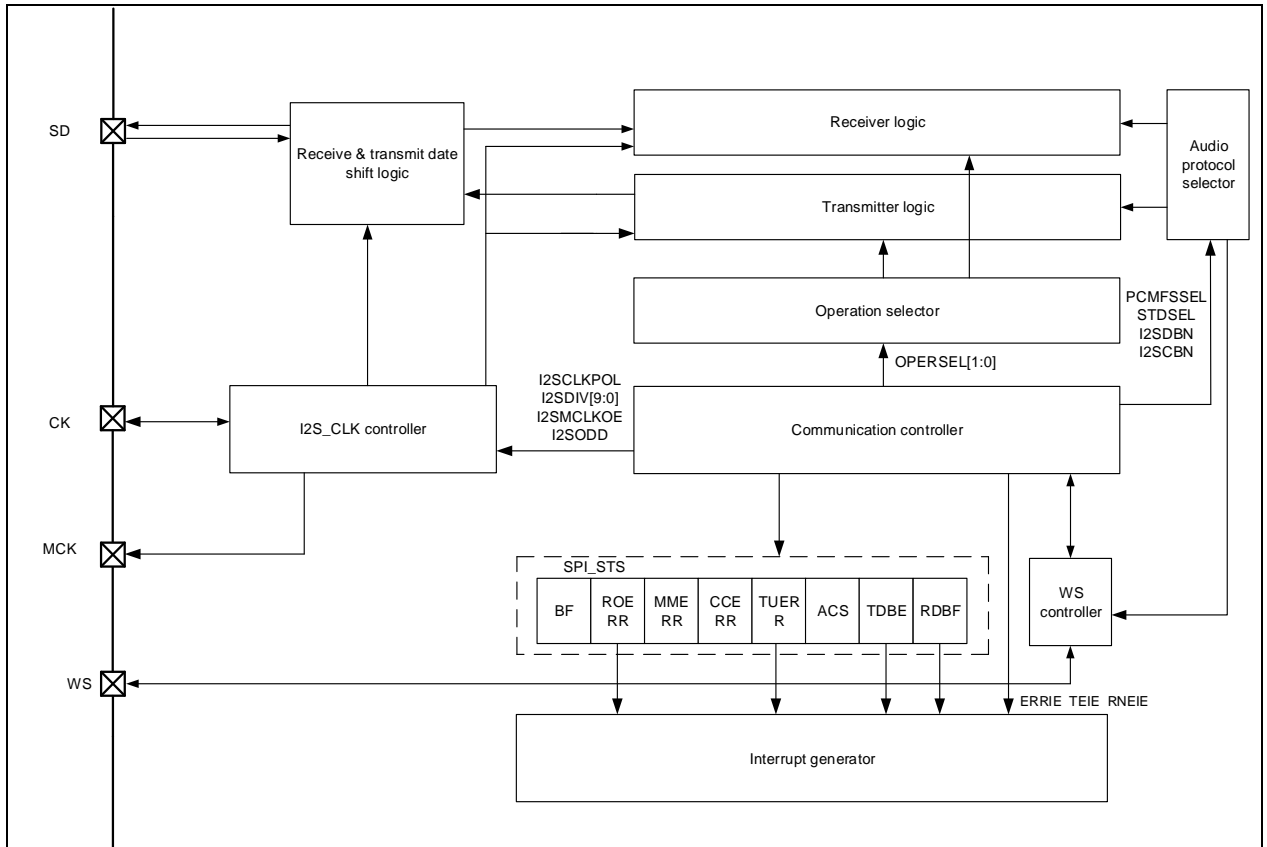 SD
Receive & transmit date
shift logic
Receiver logic
Audio
protocol
selector
Transmitter logic
Operation selector
PCMFSSEL
STDSEL
I2SDBN
I2SCBN
OPERSEL[1:0]
I2SCLKPOL
I2SDIV[9:0]
I2SMCLKOE
I2SODD
CK
I2S_CLK controller
Communication controller
MCK
SPI_STS
BF
ROE
RR
MME
RR
CCE
RR
TUER
R
ACS
TDBE
RDBF
WS
controller
WS
ERRIE TEIE RNEIE
Interrupt generator